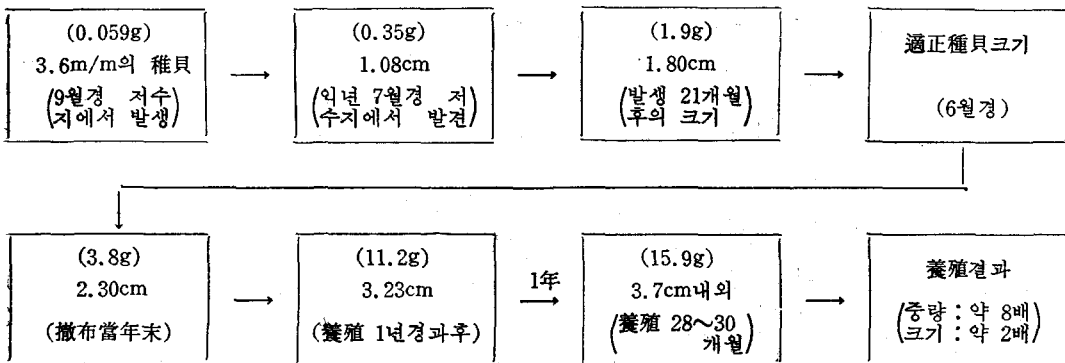 (0.059g)
3.6m/m의 稚貝
(9월경 저수
지에서 발생)
(0.35g)
1.08cm
(익년 7월경 저
수지에서 발견)
(1.9g)
1.80cm
(발생 21개월
후의 크기)
適正種貝크기
(6월경)
(3.8g)
2.30cm
(撒布當年末)
(11.2g)
3.23cm
(養殖 1년경과후)
1年
(15.9g)
3.7cm내외
(養殖 28~30
개월)
養殖결과
(중량 : 약 8배
크기 : 약 2배)